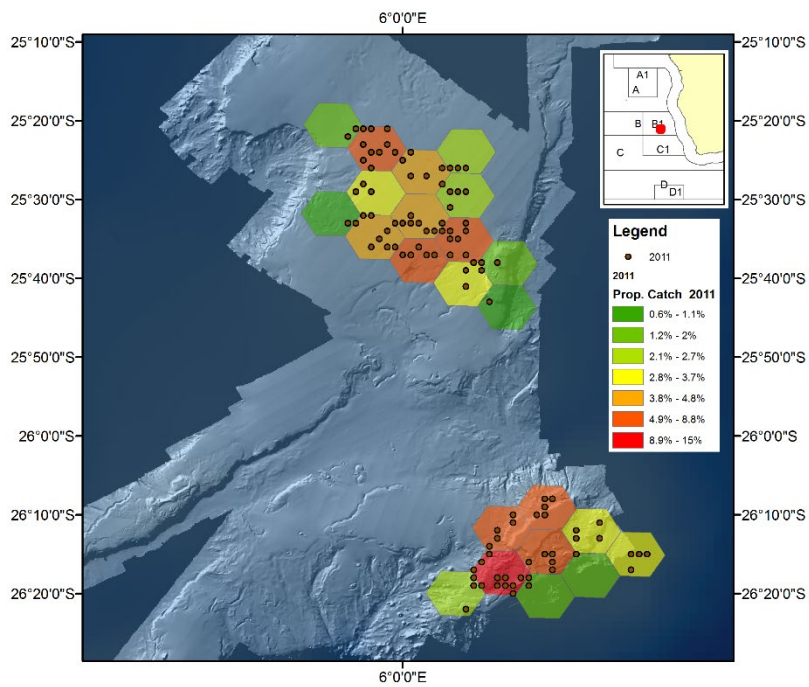 6°0'0"E
25°10'0"S
25°10'0"S
25°20'0"S
25°20'0"S
25°30'0"S
25°30'0"S
25°40'0"S
25°40'0"S
25°50'0"S
25°50'0"S
26°0'0"S
26°0'0"S
26°10'0"S
26°10'0"S
26°20'0"S
26°20'0"S
6°0'0"E
A1
A
B B1
C C1
D
D1
Legend
2011
2011
Prop. Catch 2011
0.6% - 1.1%
1.2% - 2%
2.1% - 2.7%
2.8% - 3.7%
3.8% - 4.8%
4.9% - 8.8%
8.9% - 15%